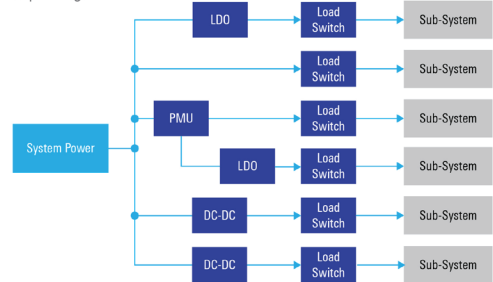 LDO
Load
Switch
Sub-System
Load
Switch
Sub-System
PMU
Load
Switch
Sub-System
System Power
LDO
Load
Switch
Sub-System
DC-DC
Load
Switch
Sub-System
DC-DC
Load
Switch
Sub-System